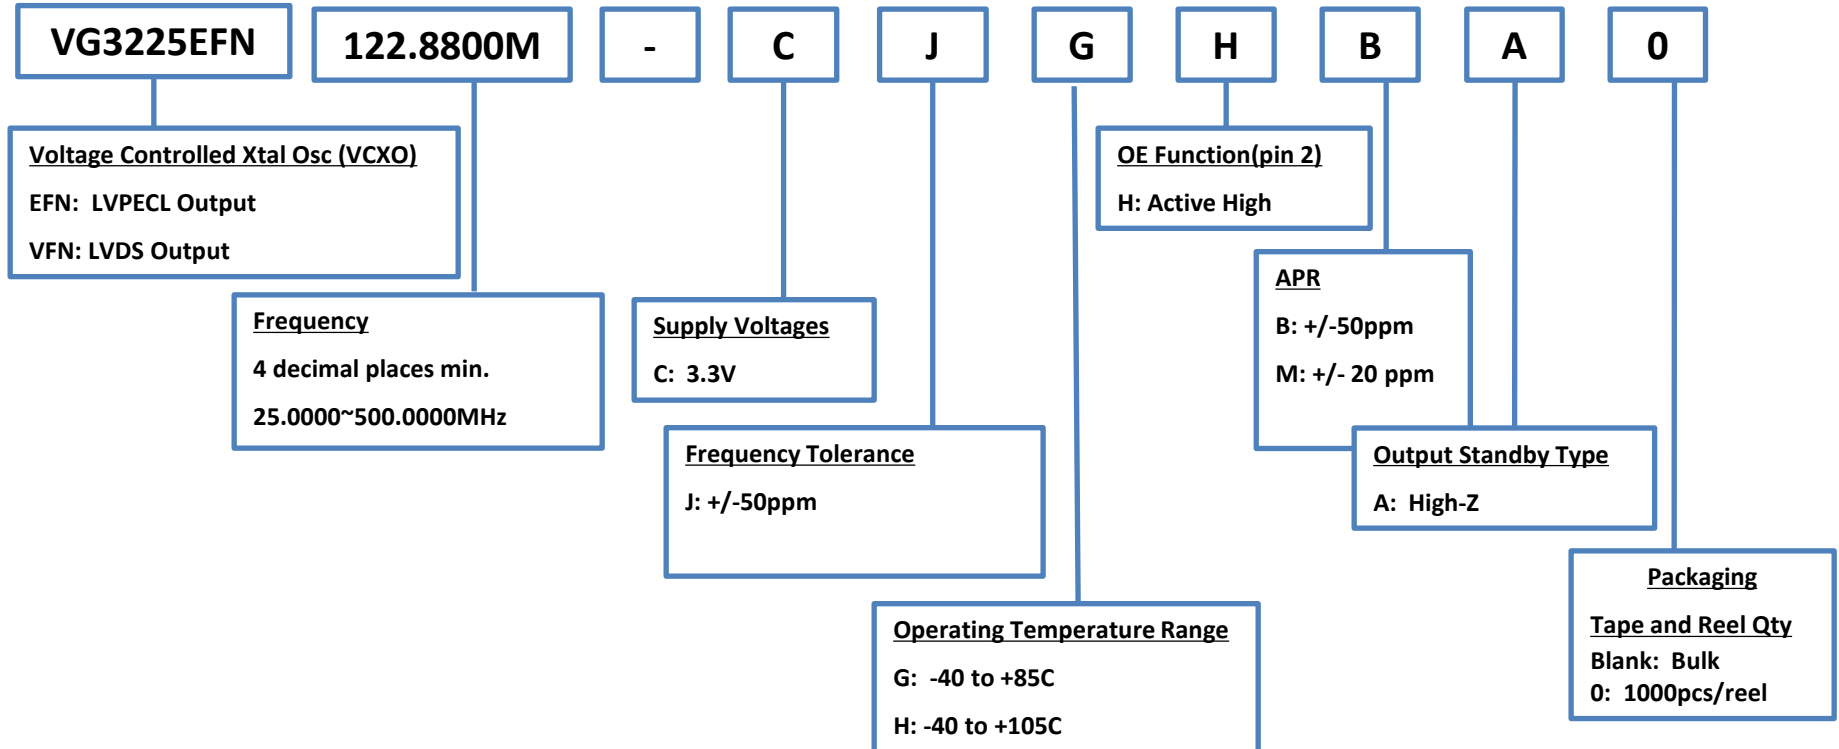 VG3225EFN 122.8800M - C J G H B A 0
Voltage Controlled Xtal Osc (VCXO)
EFN: LVPECL Output
VFN: LVDS Output
Frequency
4 decimal places min.
25.0000~500.0000MHz
Supply Voltages
C: 3.3V
Frequency Tolerance
J: +/-50ppm
Operating Temperature Range
G: -40 to +85C
H: -40 to +105C
OE Function(pin 2)
H: Active High
APR
B: +/-50ppm
M: +/- 20 ppm
Output Standby Type
A: High-Z
Packaging
Tape and Reel Qty
Blank: Bulk
0: 1000pcs/reel